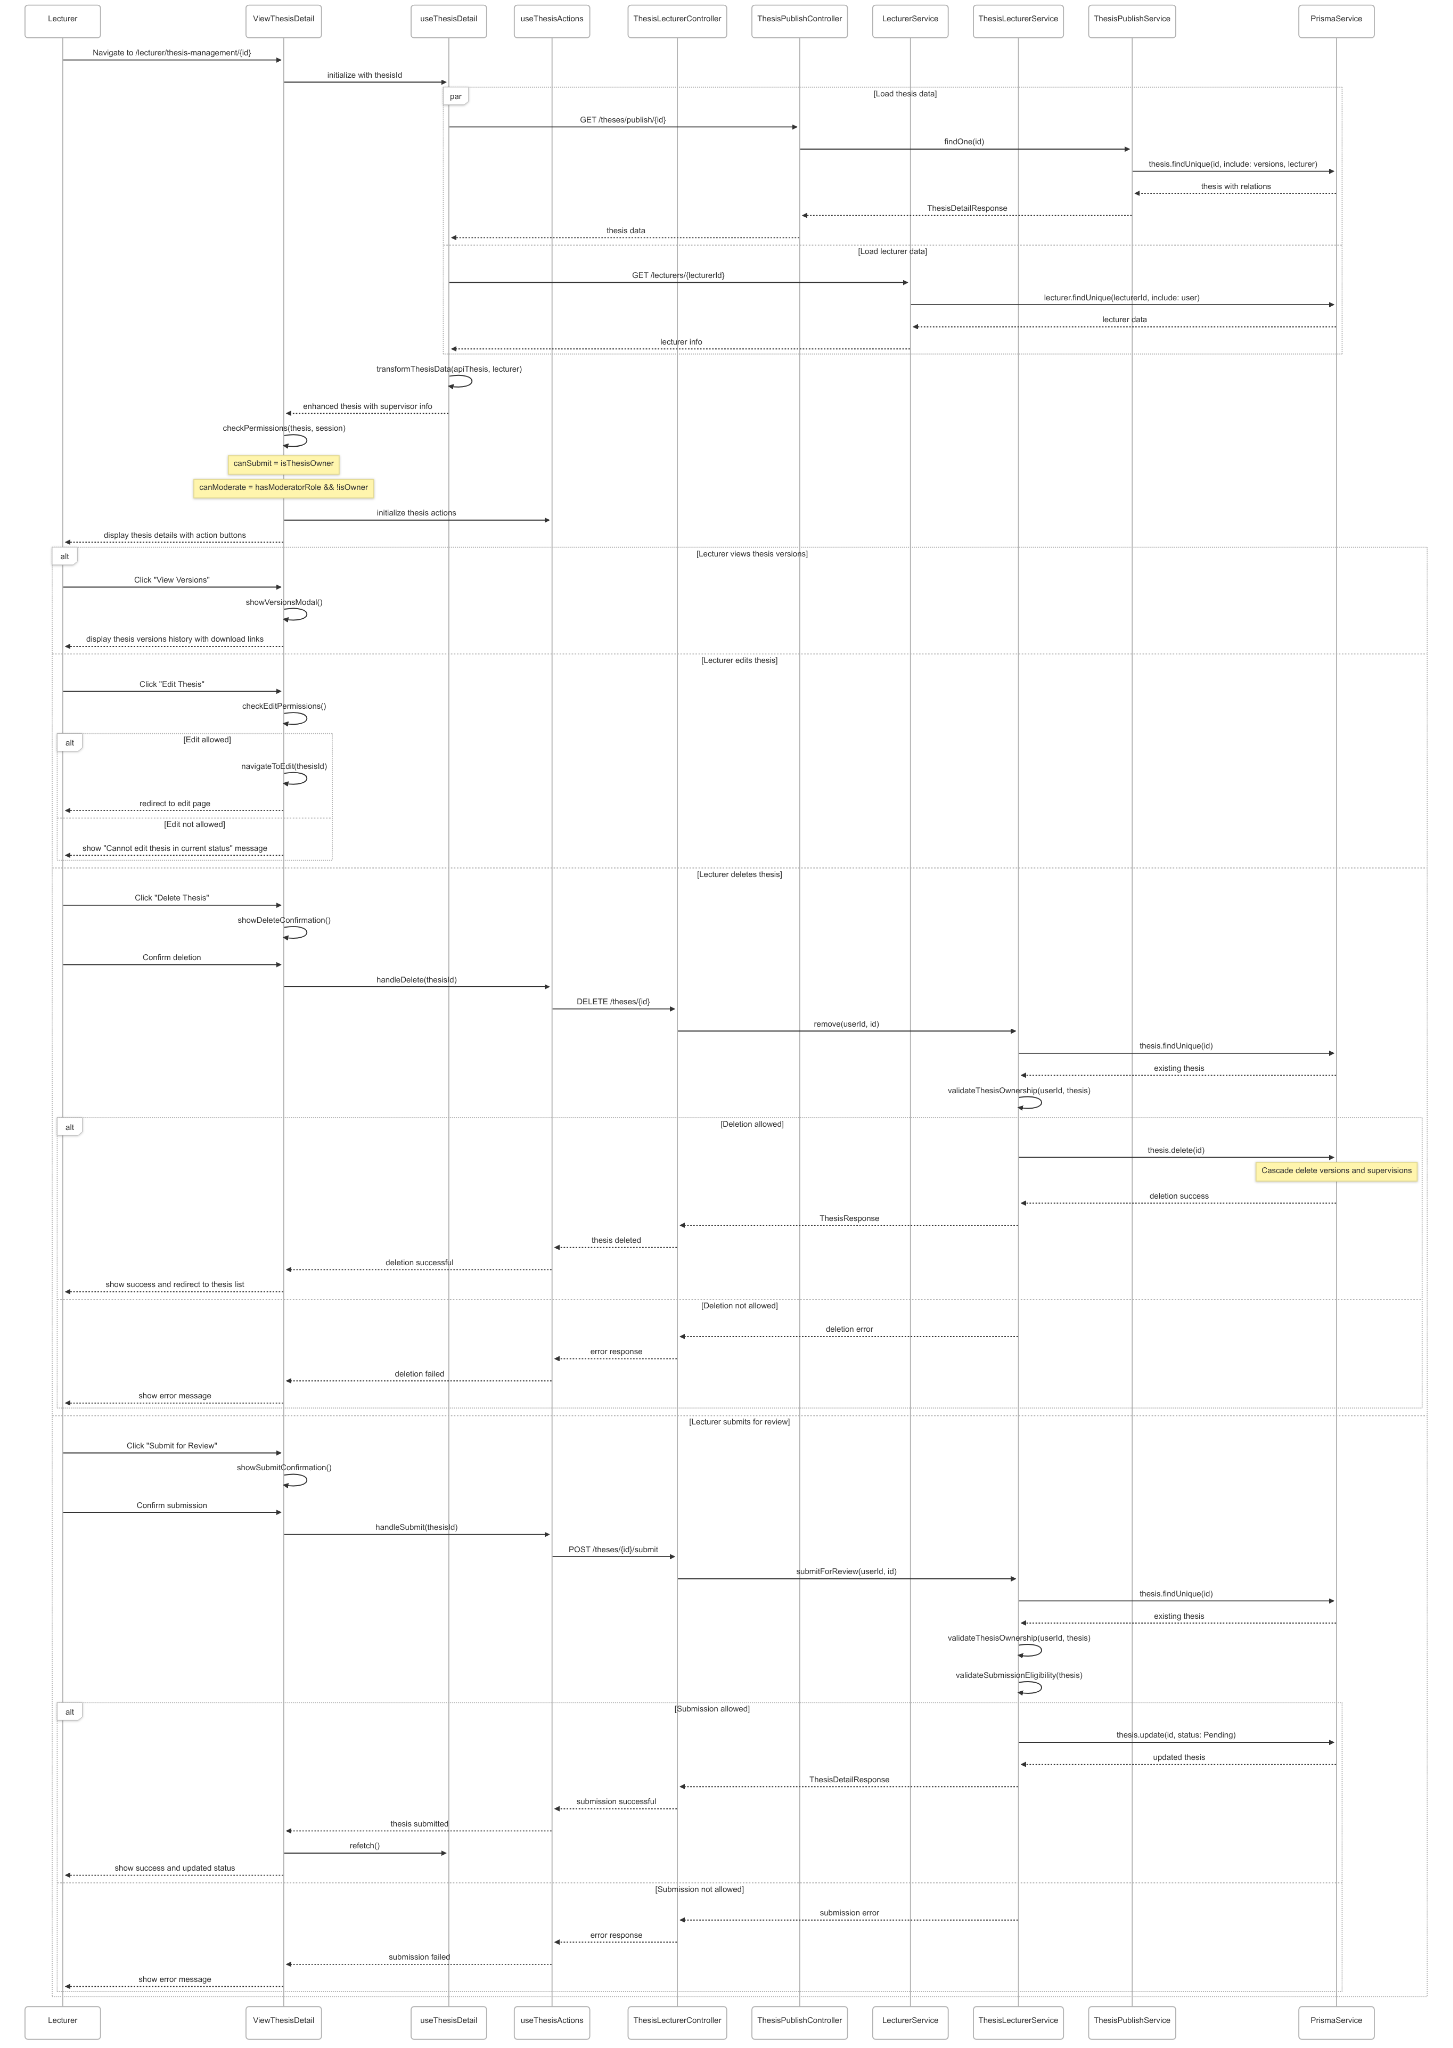 Lecturer
ViewThesisDetail
useThesisDetail
useThesisActions
ThesisLecturerController
ThesisPublishController
LecturerService
ThesisLecturerService
ThesisPublishService
PrismaService
Navigate to /lecturer/thesis-management/{id}
initialize with thesisId
par
[Load thesis data]
GET /theses/publish/{id}
findOne(id)
thesis.findUnique(id, include: versions, lecturer)
thesis with relations
ThesisDetailResponse
thesis data
[Load lecturer data]
GET /lecturers/{lecturerId}
lecturer.findUnique(lecturerId, include: user)
lecturer data
lecturer info
transformThesisData(apiThesis, lecturer)
enhanced thesis with supervisor info
checkPermissions(thesis, session)
canSubmit = isThesisOwner
canModerate = hasModeratorRole && !isOwner
initialize thesis actions
display thesis details with action buttons
alt
[Lecturer views thesis versions]
Click "View Versions"
showVersionsModal()
display thesis versions history with download links
[Lecturer edits thesis]
Click "Edit Thesis"
checkEditPermissions()
alt
[Edit allowed]
navigateToEdit(thesisId)
redirect to edit page
[Edit not allowed]
show "Cannot edit thesis in current status" message
[Lecturer deletes thesis]
Click "Delete Thesis"
showDeleteConfirmation()
Confirm deletion
handleDelete(thesisId)
DELETE /theses/{id}
remove(userId, id)
thesis.findUnique(id)
existing thesis
validateThesisOwnership(userId, thesis)
alt
[Deletion allowed]
thesis.delete(id)
Cascade delete versions and supervisions
deletion success
ThesisResponse
thesis deleted
deletion successful
show success and redirect to thesis list
[Deletion not allowed]
deletion error
error response
deletion failed
show error message
[Lecturer submits for review]
Click "Submit for Review"
showSubmitConfirmation()
Confirm submission
handleSubmit(thesisId)
POST /theses/{id}/submit
submitForReview(userId, id)
thesis.findUnique(id)
existing thesis
validateThesisOwnership(userId, thesis)
validateSubmissionEligibility(thesis)
alt
[Submission allowed]
thesis.update(id, status: Pending)
updated thesis
ThesisDetailResponse
submission successful
thesis submitted
refetch()
show success and updated status
[Submission not allowed]
submission error
error response
submission failed
show error message
Lecturer
ViewThesisDetail
useThesisDetail
useThesisActions
ThesisLecturerController
ThesisPublishController
LecturerService
ThesisLecturerService
ThesisPublishService
PrismaService